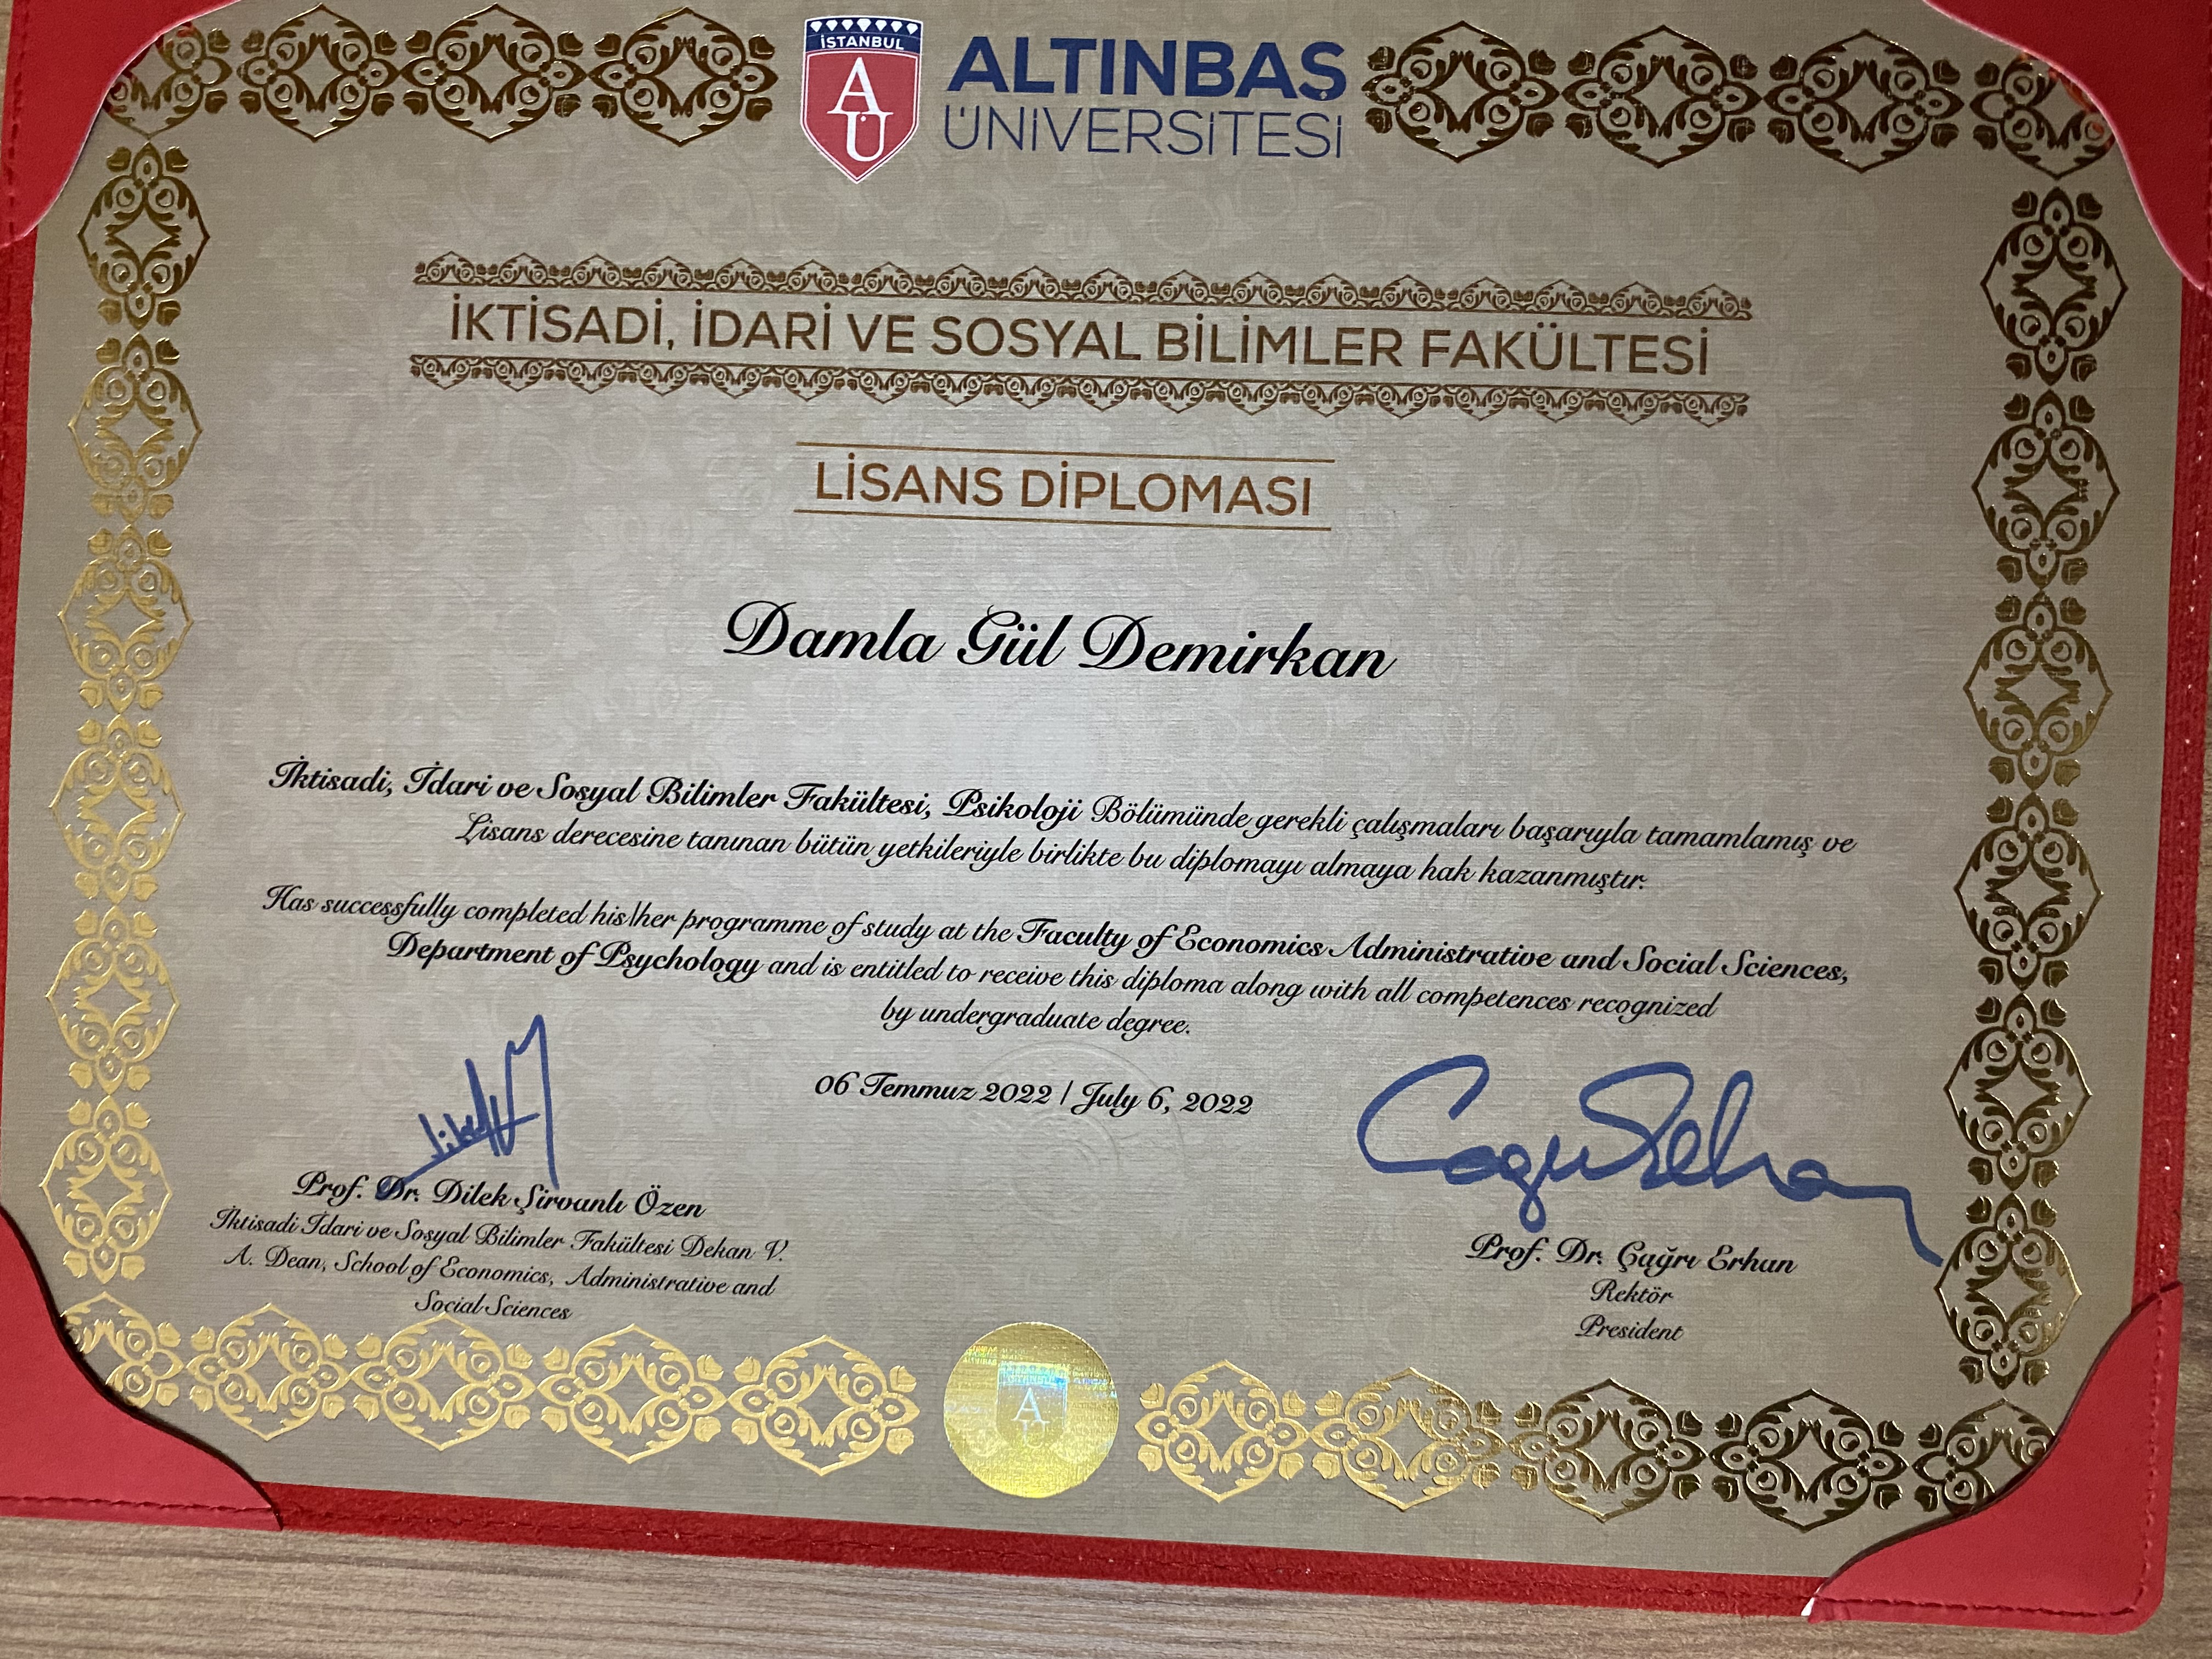 İSTANBUL
AÜ
ALTINBAŞ
ÜNİVERSİTESİ
İKTİSADİ, İDARİ VE SOSYAL BİLİMLER FAKÜLTESİ
LİSANS DİPLOMASI
Damla Gül Demirkan
İktisadi, İdari ve Sosyal Bilimler Fakültesi, Psikoloji Bölümünde gerekli çalışmaları başarıyla tamamlamış ve
Lisans derecesine tanınan bütün yetkileriyle birlikte bu diplomayı almaya hak kazanmıştır.
Has successfully completed his\her programme of study at the Faculty of Economics Administrative and Social Sciences,
Department of Psychology and is entitled to receive this diploma along with all competences recognized
by undergraduate degree.
06 Temmuz 2022 / July 6, 2022
Prof. Dr. Dilek Şirvanlı Özen
İktisadi İdari ve Sosyal Bilimler Fakültesi Dekan V.
A. Dean, School of Economics, Administrative and
Social Sciences
Prof. Dr. Çağrı Erhan
Rektör
President
İSTANBUL
AÜ